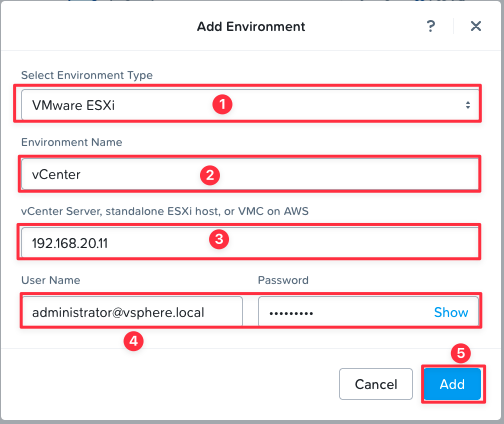 Add Environment
?
Select Environment Type
VMware ESXi
1
Environment Name
vCenter
2
vCenter Server, standalone ESXi host, or VMC on AWS
192.168.20.11
3
User Name Password
administrator@vsphere.local ••••••••• Show
4
5
Cancel Add